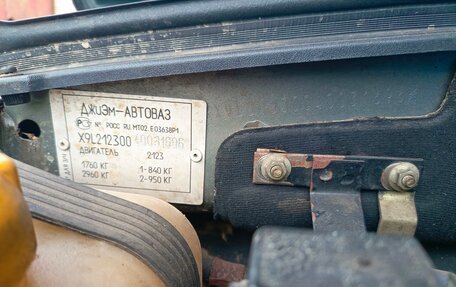 ДжиЭм-АВТОВАЗ
№ РОСС RU.MT02.E03638P1
X9L212300
ДВИГАТЕЛЬ 2123
1760 КГ 1-840 КГ
2960 КГ 2-950 КГ